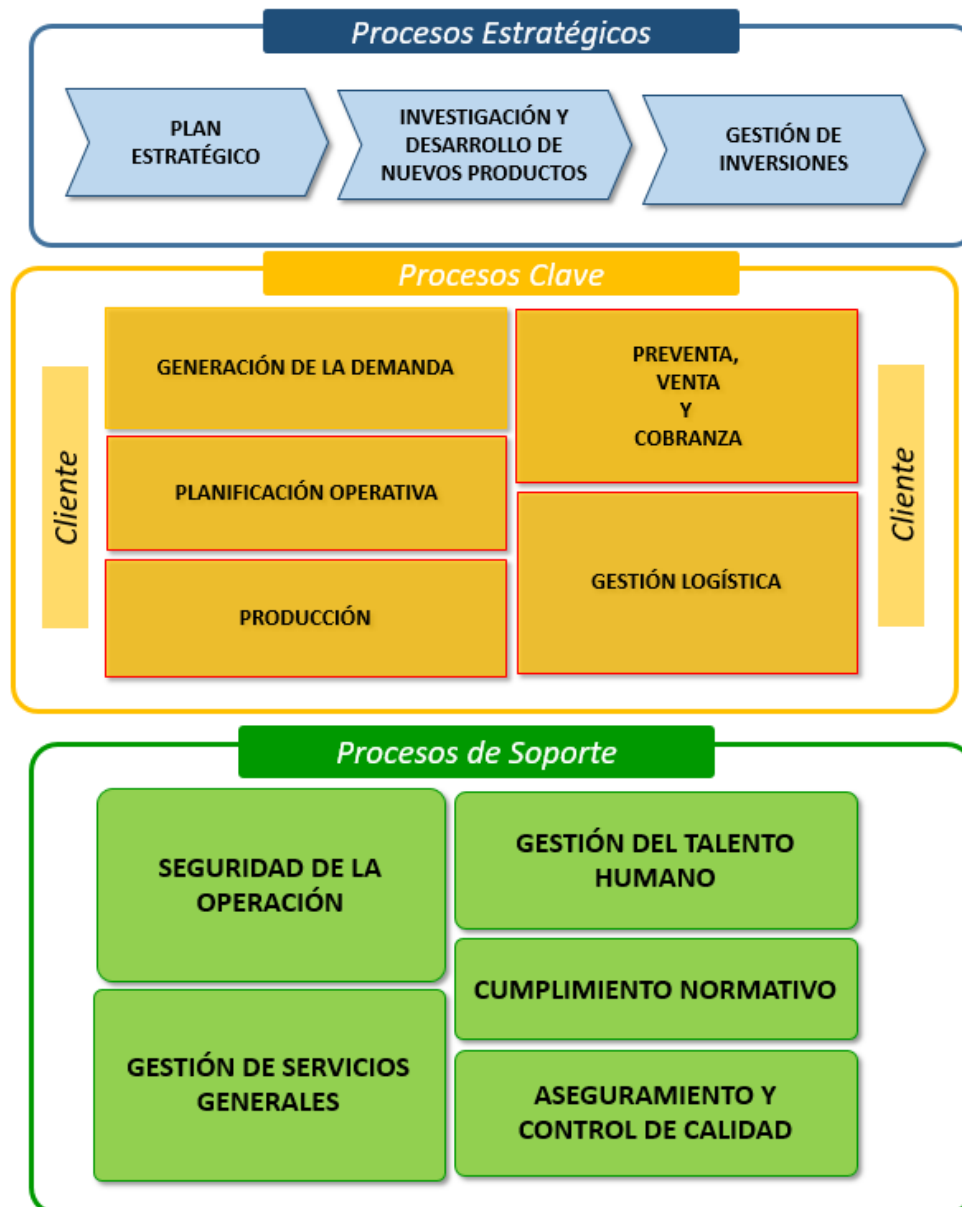 Procesos Estratégicos
PLAN
ESTRATÉGICO
INVESTIGACIÓN Y
DESARROLLO DE
NUEVOS PRODUCTOS
GESTIÓN DE
INVERSIONES
Procesos Clave
Cliente
GENERACIÓN DE LA DEMANDA
PLANIFICACIÓN OPERATIVA
PRODUCCIÓN
PREVENTA,
VENTA
Y
COBRANZA
GESTIÓN LOGÍSTICA
Cliente
Procesos de Soporte
SEGURIDAD DE LA
OPERACIÓN
GESTIÓN DE SERVICIOS
GENERALES
GESTIÓN DEL TALENTO
HUMANO
CUMPLIMIENTO NORMATIVO
ASEGURAMIENTO Y
CONTROL DE CALIDAD